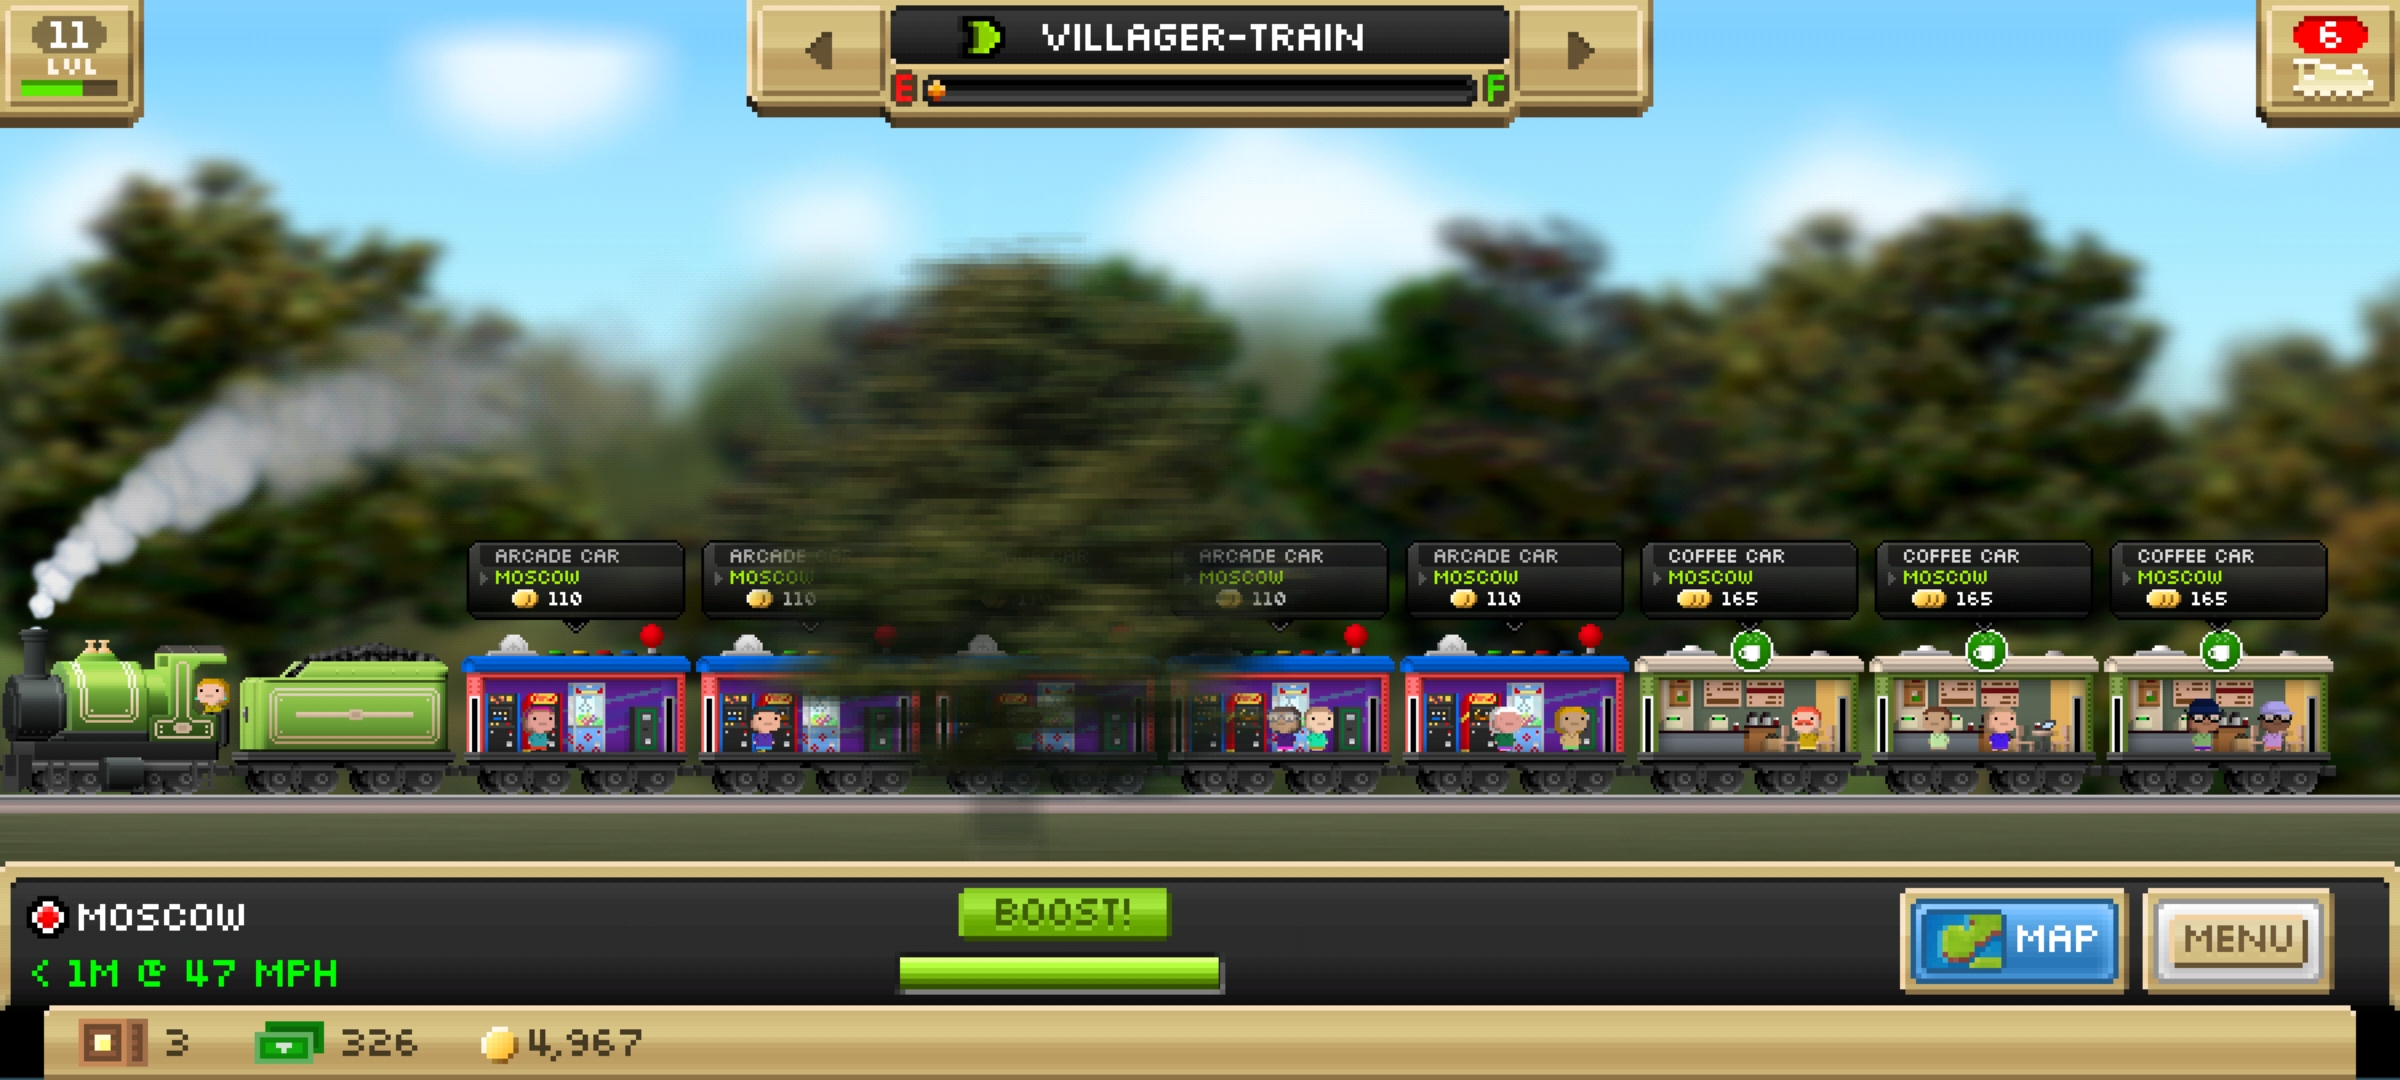 11
LVL
VILLAGER-TRAIN
E
F
6
ARCADE CAR
MOSCOW
110
ARCADE CAR
MOSCOW
110
ARCADE CAR
MOSCOW
110
ARCADE CAR
MOSCOW
110
COFFEE CAR
MOSCOW
165
COFFEE CAR
MOSCOW
165
COFFEE CAR
MOSCOW
165
MOSCOW
< 1M @ 47 MPH
BOOST!
MAP
MENU
3
326
4,967